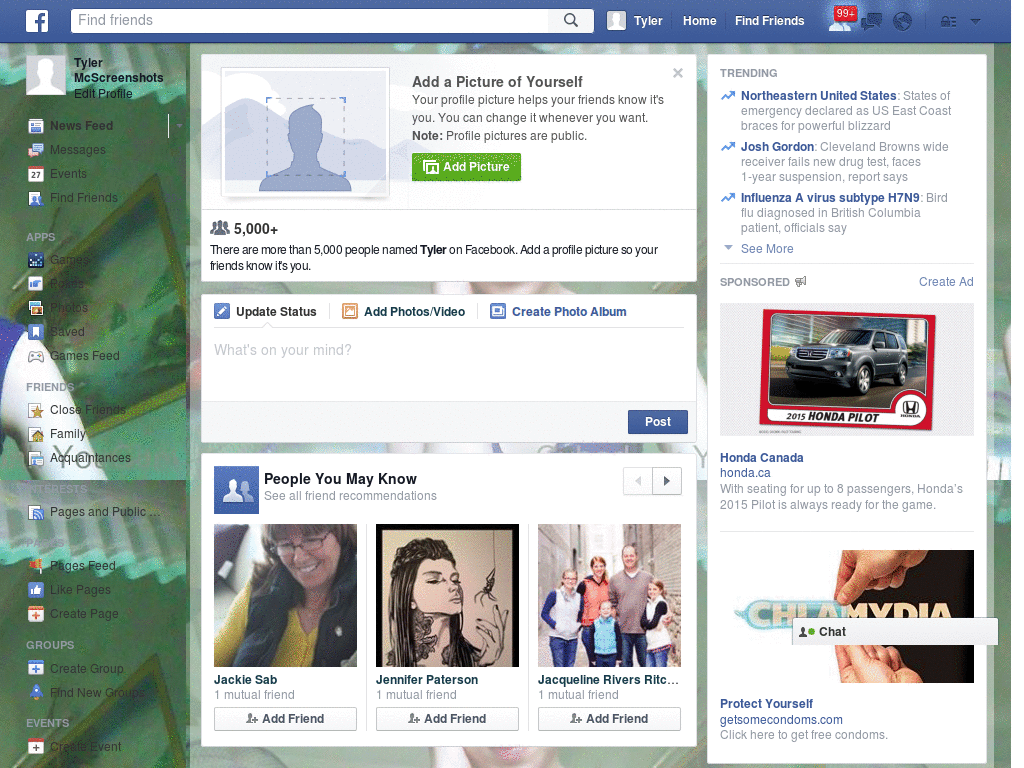 Find friends
Tyler
Home
Find Friends
99+
Tyler
McScreenshots
Edit Profile
News Feed
Messages
27
Events
Find Friends
APPS
Games
Pokes
Photos
Saved
Games Feed
FRIENDS
Close Friends
Family
Acquaintances
INTERESTS
Pages and Public ...
PAGES
Pages Feed
Like Pages
Create Page
GROUPS
Create Group
Find New Groups
EVENTS
Create Event
Add a Picture of Yourself
Your profile picture helps your friends know it's
you. You can change it whenever you want.
Note: Profile pictures are public.
Add Picture
5,000+
There are more than 5,000 people named Tyler on Facebook. Add a profile picture so your
friends know it's you.
Update Status
Add Photos/Video
Create Photo Album
What's on your mind?
Post
People You May Know
See all friend recommendations
Jackie Sab
1 mutual friend
Add Friend
Jennifer Paterson
1 mutual friend
Add Friend
Jacqueline Rivers Ritc...
1 mutual friend
Add Friend
TRENDING
Northeastern United States: States of
emergency declared as US East Coast
braces for powerful blizzard
Josh Gordon: Cleveland Browns wide
receiver fails new drug test, faces
1-year suspension, report says
Influenza A virus subtype H7N9: Bird
flu diagnosed in British Columbia
patient, officials say
See More
SPONSORED
Create Ad
2015 HONDA PILOT
HONDA
Honda Canada
honda.ca
With seating for up to 8 passengers, Honda's
2015 Pilot is always ready for the game.
CHLAMYDIA
Chat
Protect Yourself
getsomecondoms.com
Click here to get free condoms.